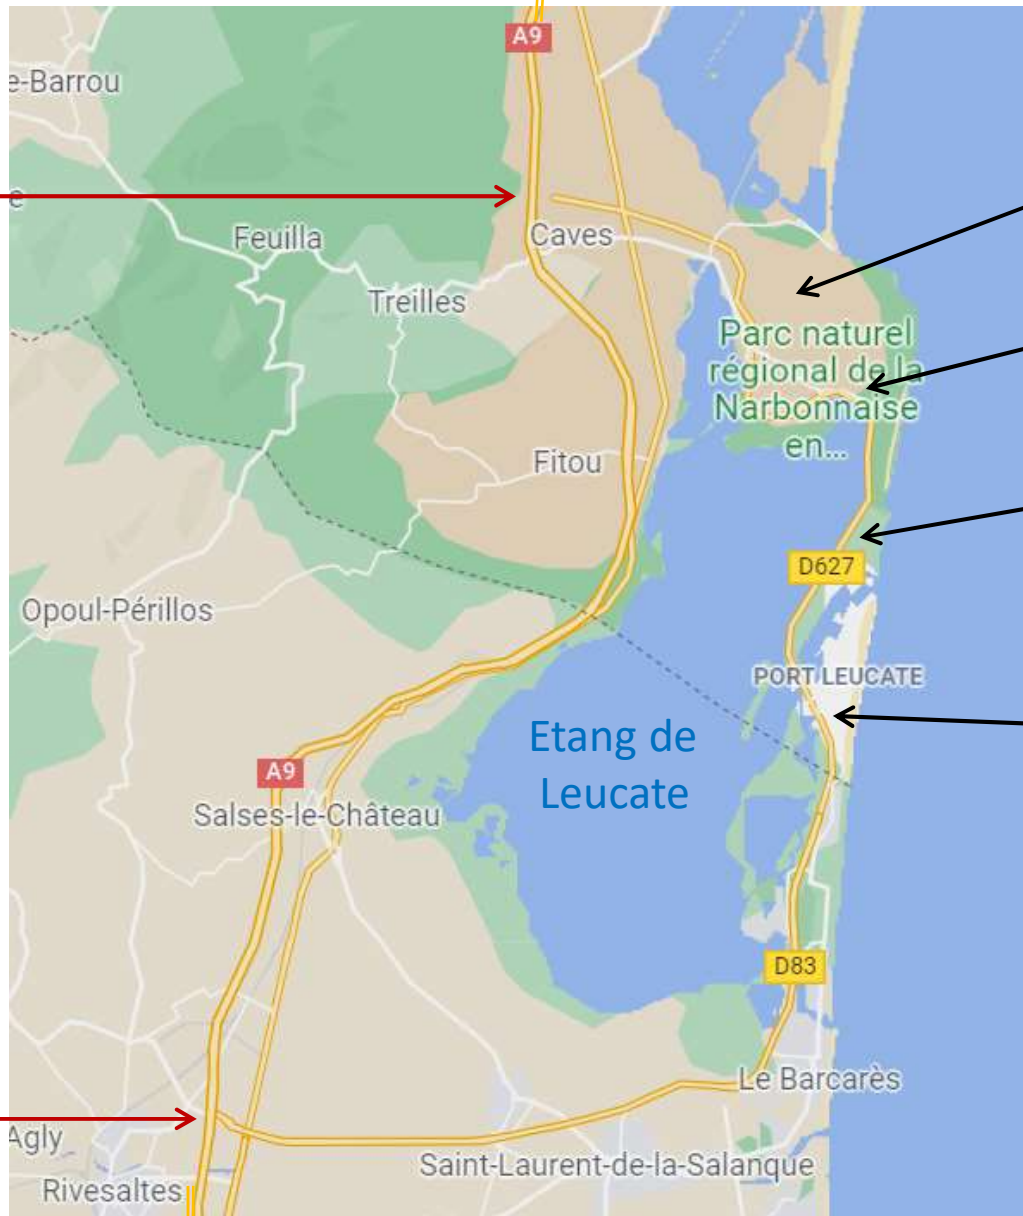 A9
e-Barrou
e
Feuilla
Caves
Treilles
Parc naturel
régional de la
Narbonnaise
en...
Fitou
D627
Opoul-Périllos
PORT LEUCATE
Etang de
Leucate
A9
Salses-le-Château
D83
Le Barcarès
Agly
Saint-Laurent-de-la-Salanque
Rivesaltes